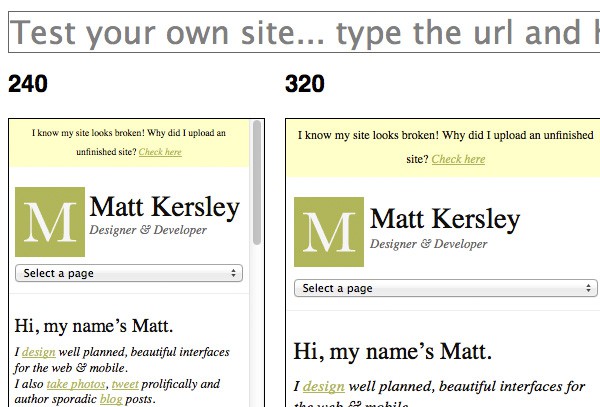 Test your own site... type the url and
240
I know my site looks broken! Why did I upload an
unfinished site? Check here
M
Matt Kersley
Designer & Developer
Select a page
Hi, my name's Matt.
I design well planned, beautiful interfaces
for the web & mobile.
I also take photos, tweet prolifically and
author sporadic blog posts.
320
I know my site looks broken! Why did I upload an unfinished
site? Check here
M
Matt Kersley
Designer & Developer
Select a page
Hi, my name's Matt.
I design well planned, beautiful interfaces for
the web & mobile.